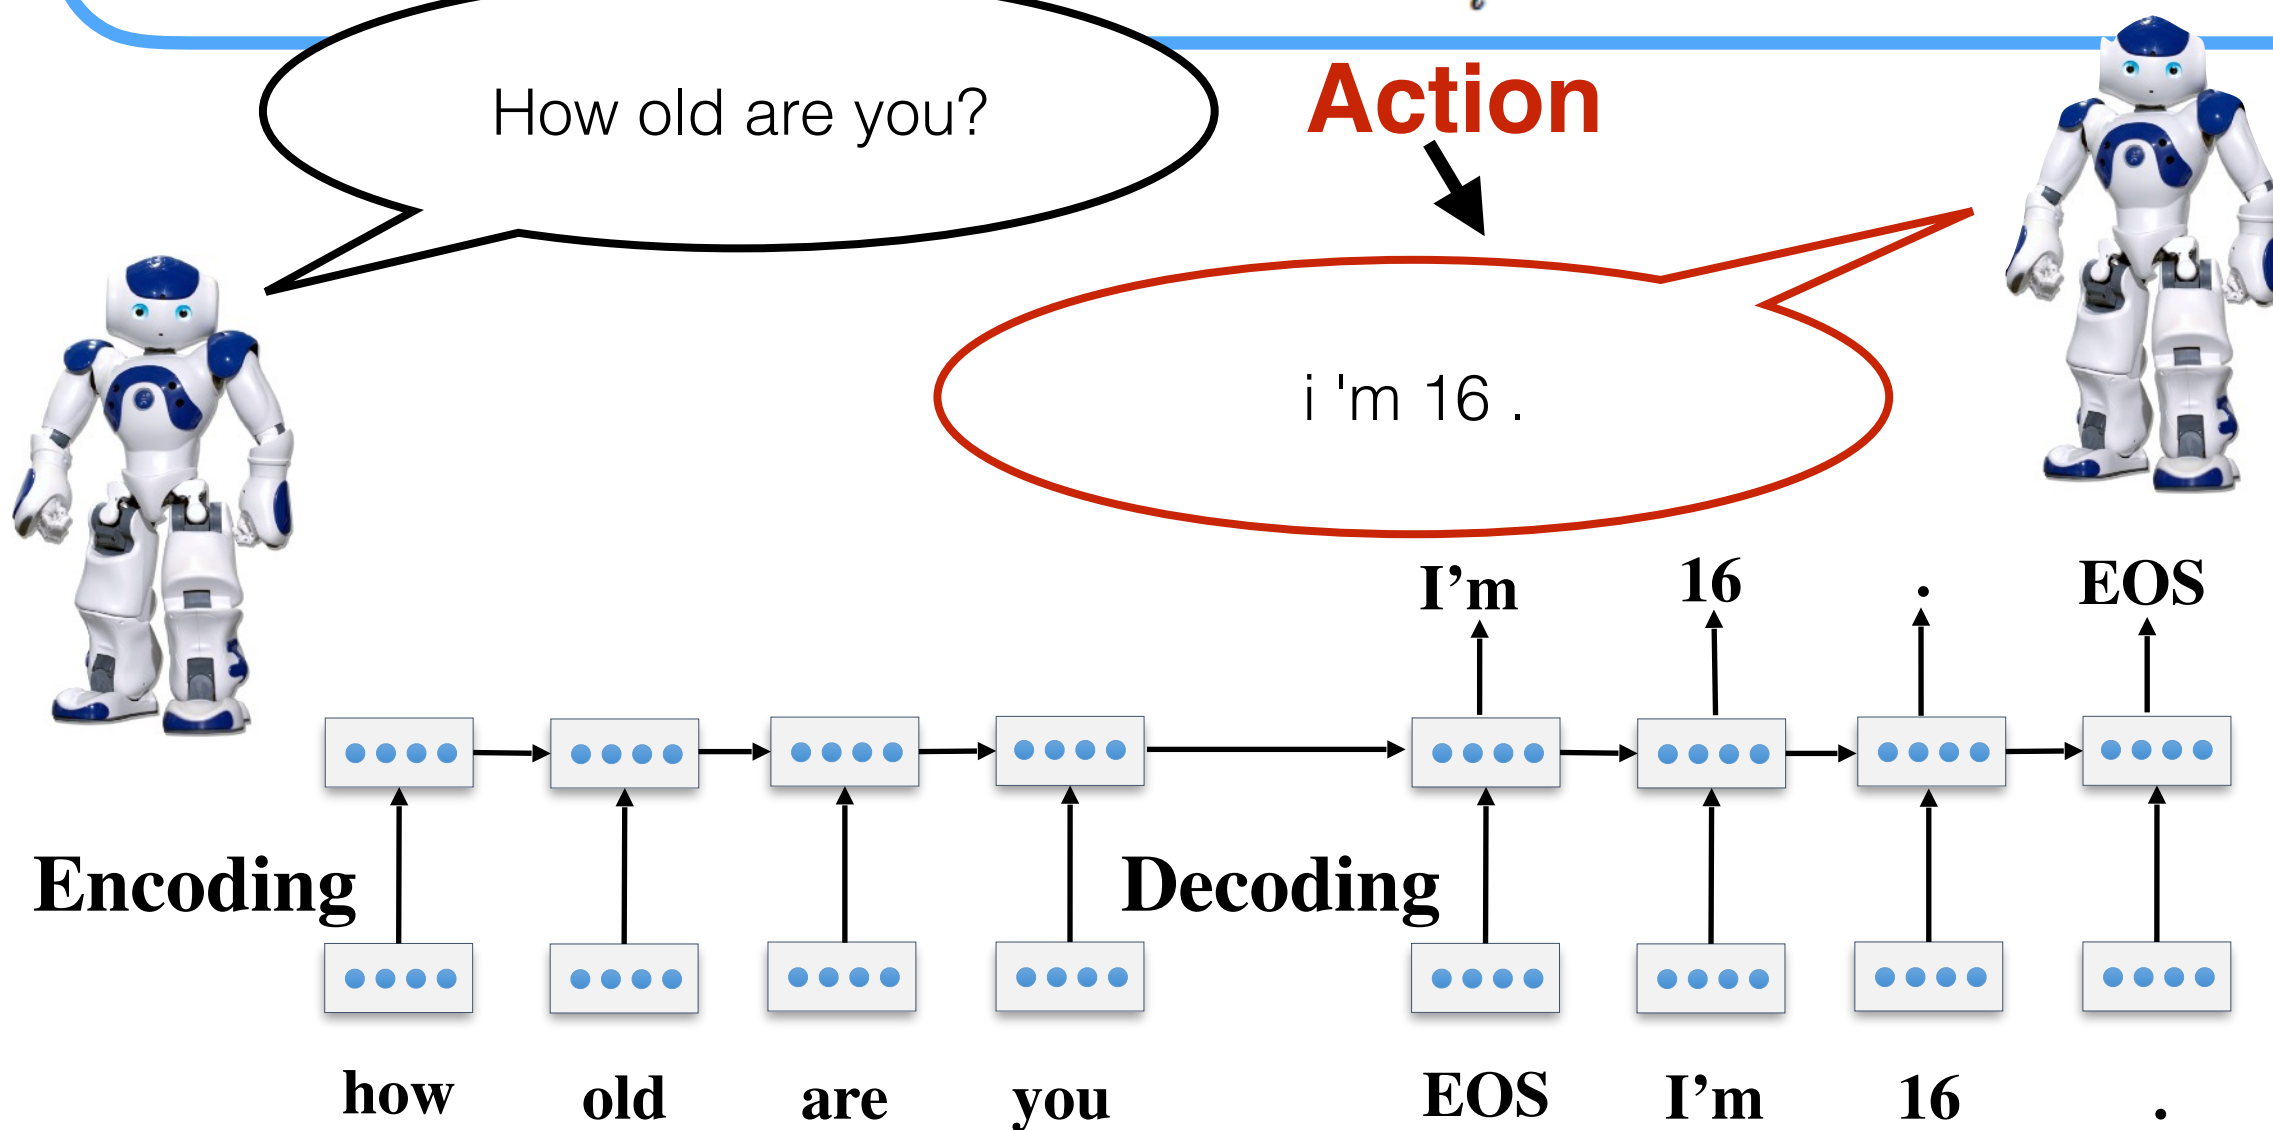 How old are you?
Action
i 'm 16 .
I'm 16 . EOS
Encoding
Decoding
how old are you EOS I'm 16 .